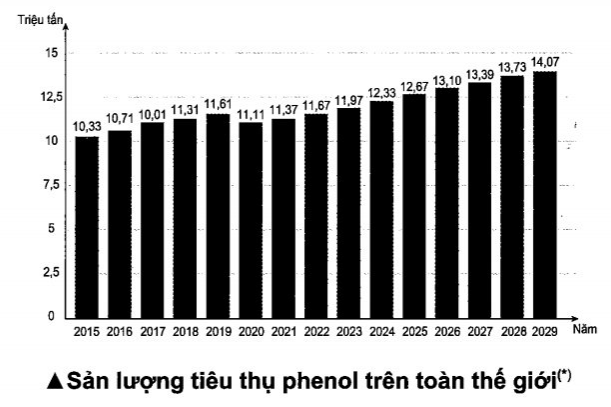 Triệu tấn
15
12,5
10
7,5
5
2,5
0
10,33 10,71 10,01 11,31 11,61 11,11 11,37 11,67 11,97 12,33 12,67 13,10 13,39 13,73 14,07
2015 2016 2017 2018 2019 2020 2021 2022 2023 2024 2025 2026 2027 2028 2029 Năm
▲Sản lượng tiêu thụ phenol trên toàn thế giới(*)